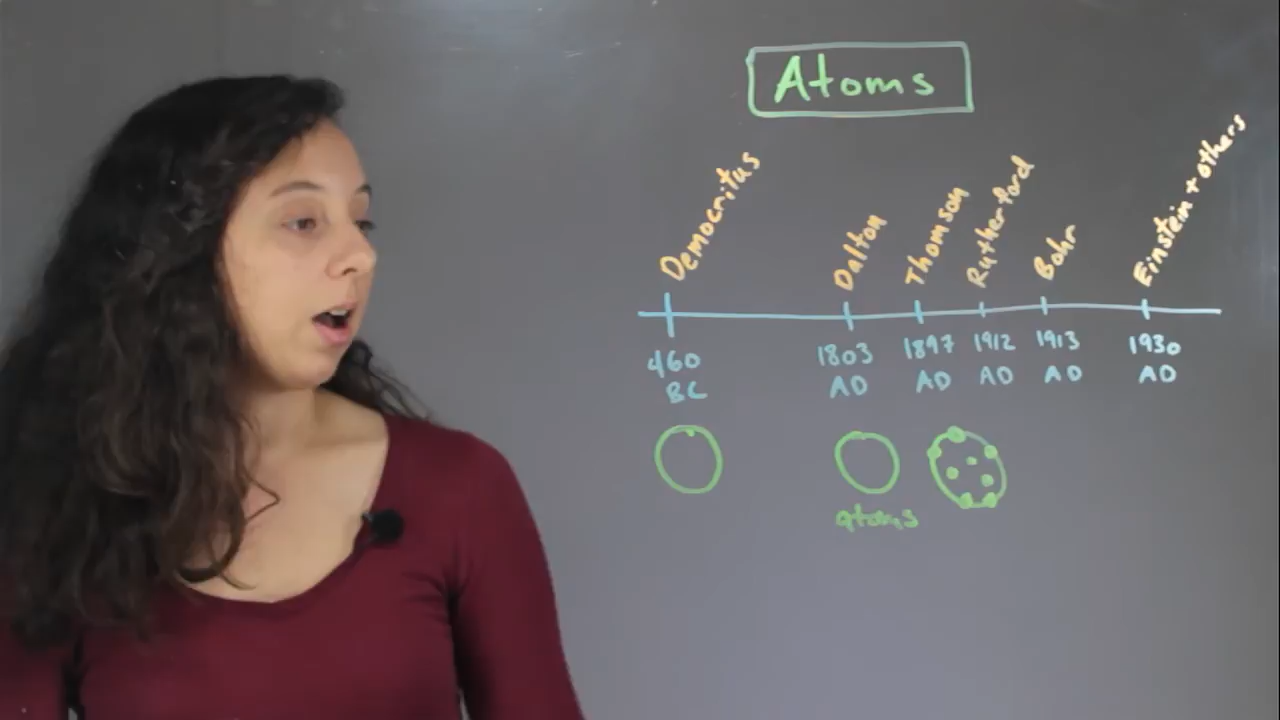 Atoms
Democritus
Dalton
Thomson
Rutherford
Bohr
Einstein + others
460 BC
1803 AD
1897 AD
1912 AD
1913 AD
1930 AD
atoms